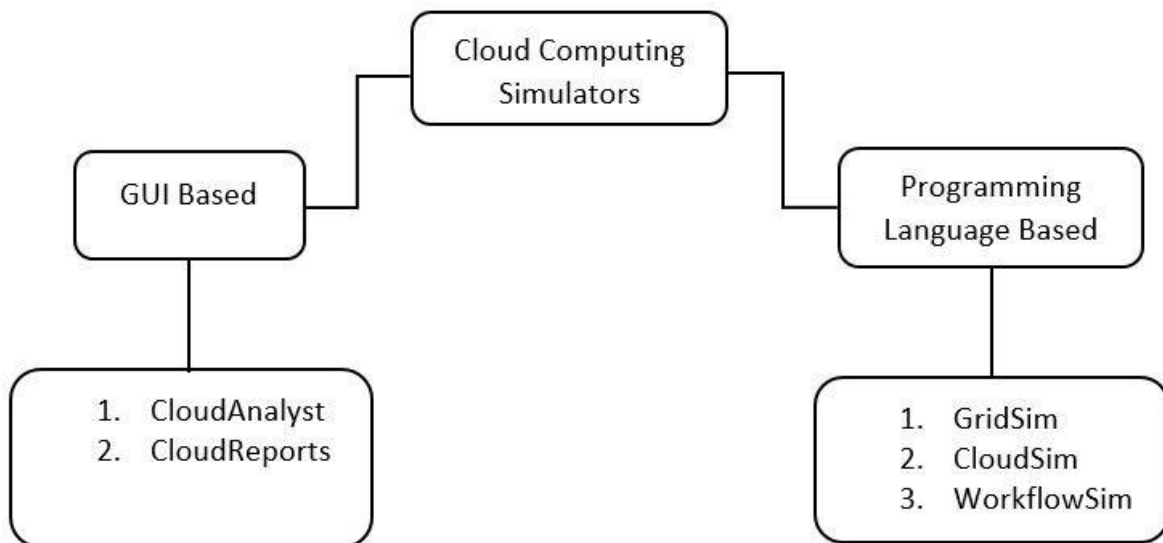 Cloud Computing
Simulators
GUI Based
Programming
Language Based
1. CloudAnalyst
2. CloudReports
1. GridSim
2. CloudSim
3. WorkflowSim